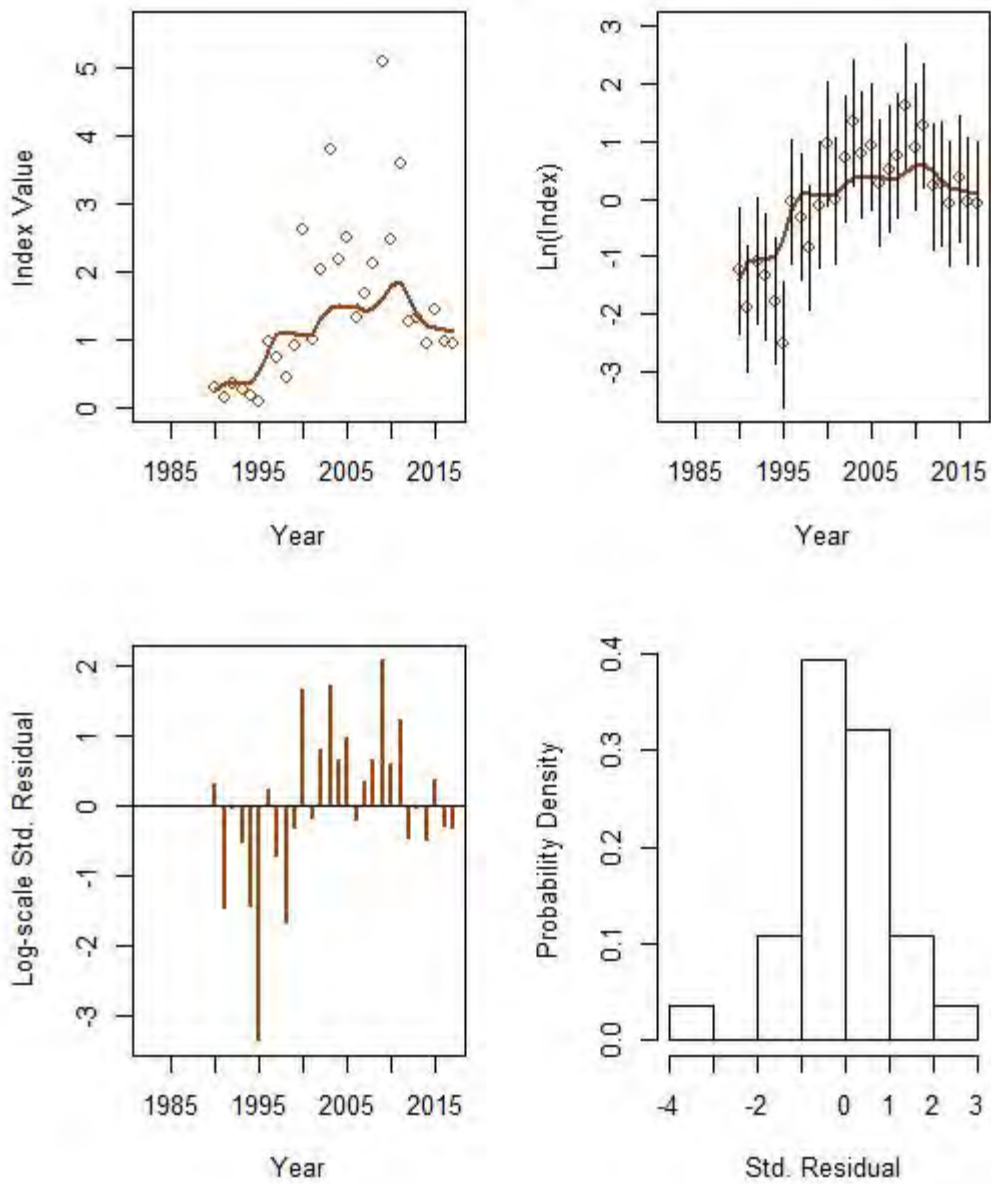 5
4
3
2
1
0
Index Value
1985 1995 2005 2015
Year
3
2
1
0
-1
-2
-3
Ln(Index)
1985 1995 2005 2015
Year
2
1
0
-1
-2
-3
Log-scale Std. Residual
1985 1995 2005 2015
Year
0.4
0.3
0.2
0.1
0.0
Probability Density
-4 -2 0 1 2 3
Std. Residual